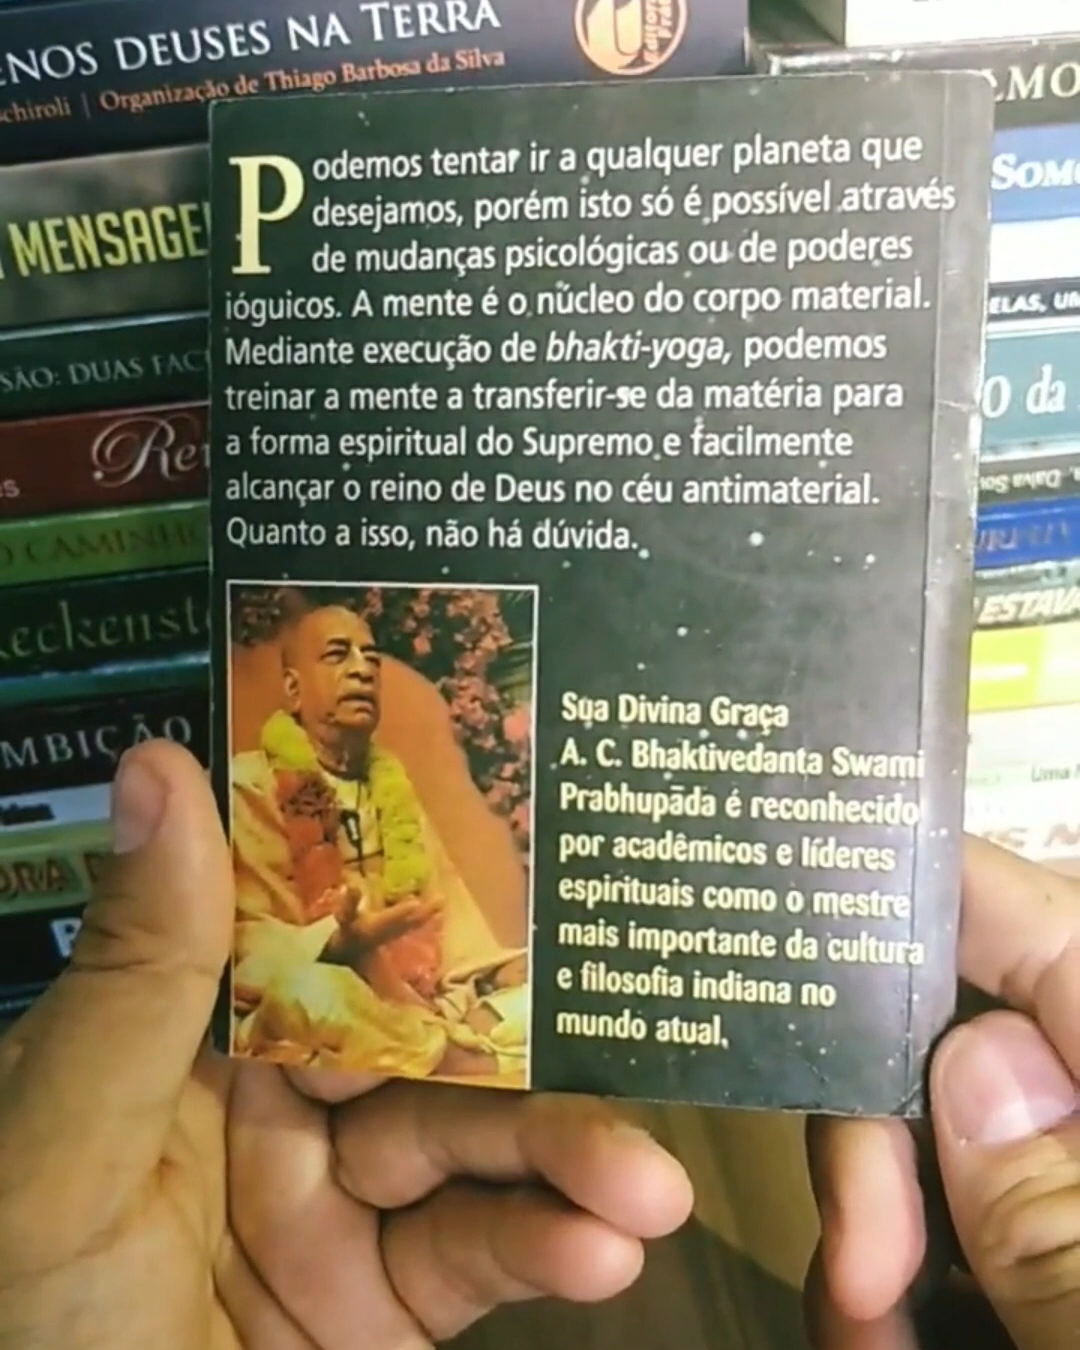 ENOS DEUSES NA TERRA
chiroli | Organização de Thiago Barbosa da Silva
MENSAGE
SÃO: DUAS FAC
Re
O CAMINHO
eckenst
MBIÇÃO
Podemos tentar ir a qualquer planeta que
desejamos, porém isto só é possível através
de mudanças psicológicas ou de poderes
ióguicos. A mente é o núcleo do corpo material.
Mediante execução de bhakti-yoga, podemos
treinar a mente a transferir-se da matéria para
a forma espiritual do Supremo e facilmente
alcançar o reino de Deus no céu antimaterial.
Quanto a isso, não há dúvida.
Sua Divina Graça
A. C. Bhaktivedanta Swami
Prabhupāda é reconhecido
por acadêmicos e líderes
espirituais como o mestre
mais importante da cultura
e filosofia indiana no
mundo atual.
MO
SOM
ELAS, UM
O da
ESTAV
Uma